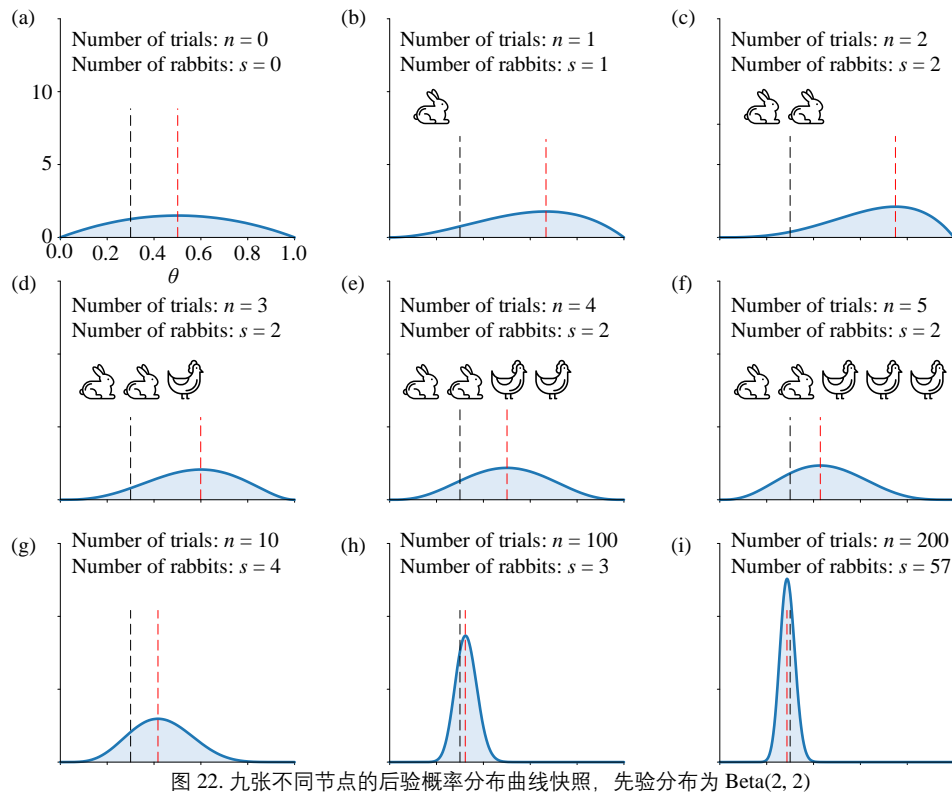 (a)
Number of trials: n = 0
Number of rabbits: s = 0
10
5
0
0.0 0.2 0.4 0.6 0.8 1.0
θ
(b)
Number of trials: n = 1
Number of rabbits: s = 1
(c)
Number of trials: n = 2
Number of rabbits: s = 2
(d)
Number of trials: n = 3
Number of rabbits: s = 2
(e)
Number of trials: n = 4
Number of rabbits: s = 2
(f)
Number of trials: n = 5
Number of rabbits: s = 2
(g)
Number of trials: n = 10
Number of rabbits: s = 4
(h)
Number of trials: n = 100
Number of rabbits: s = 3
(i)
Number of trials: n = 200
Number of rabbits: s = 57
图 22. 九张不同节点的后验概率分布曲线快照，先验分布为 Beta(2, 2)